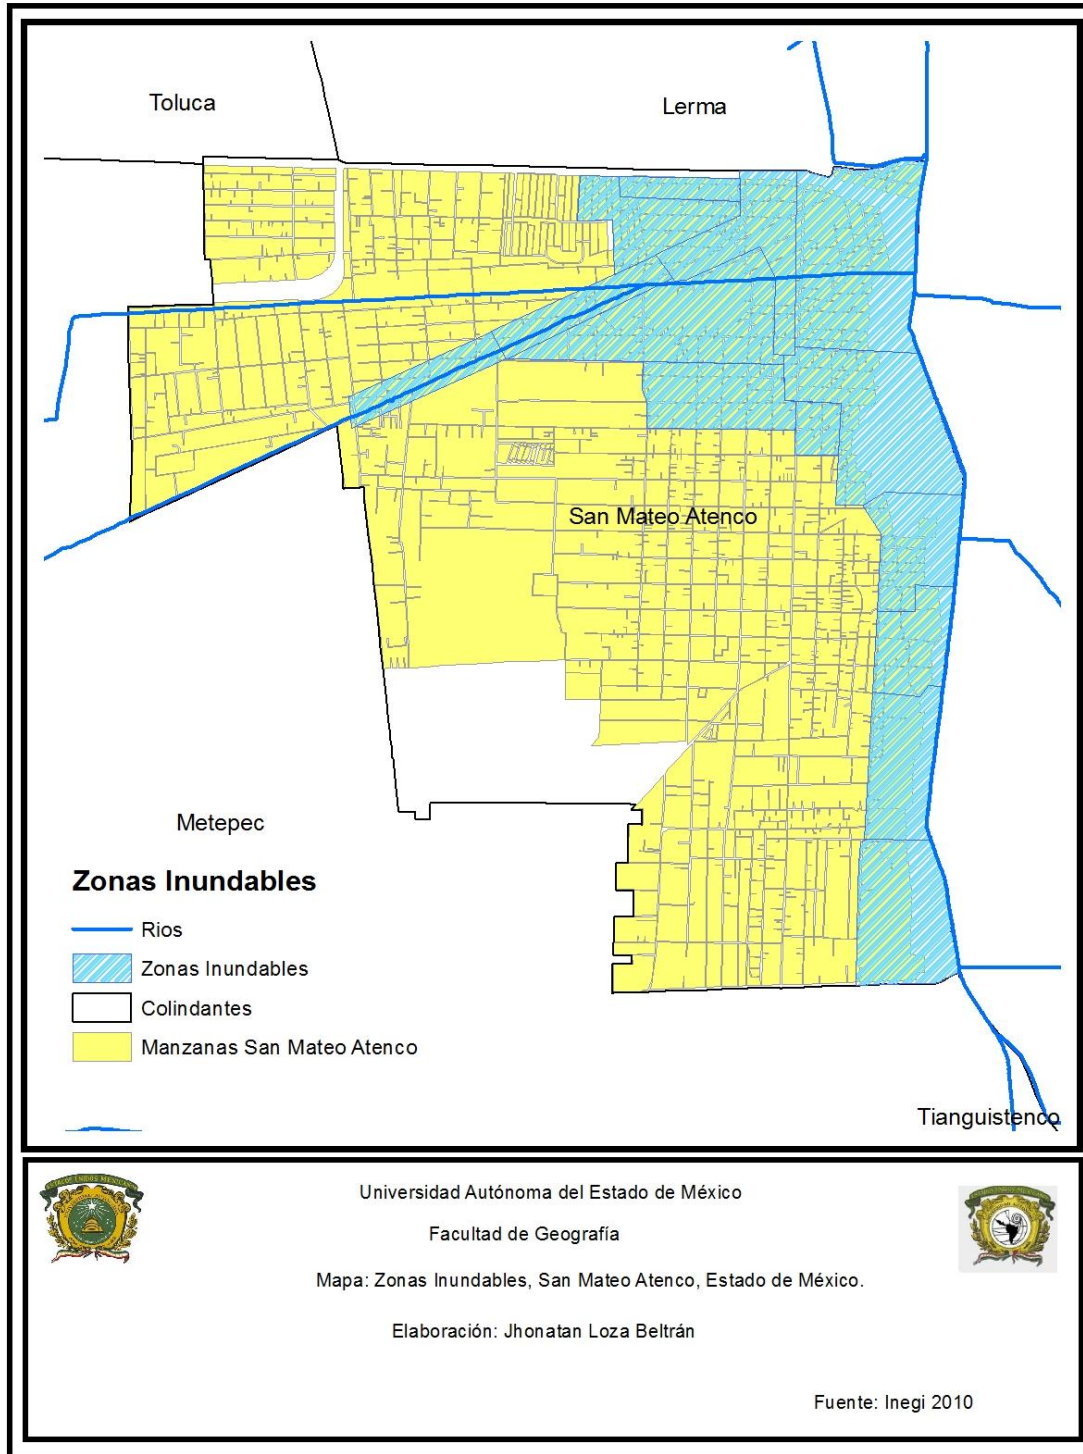 Toluca
Lerma
San Mateo Atenco
Metepec
Zonas Inundables
Rios
Zonas Inundables
Colindantes
Manzanas San Mateo Atenco
Tianguistenco
Universidad Autónoma del Estado de México
Facultad de Geografía
Mapa: Zonas Inundables, San Mateo Atenco, Estado de México.
Elaboración: Jhonatan Loza Beltrán
Fuente: Inegi 2010